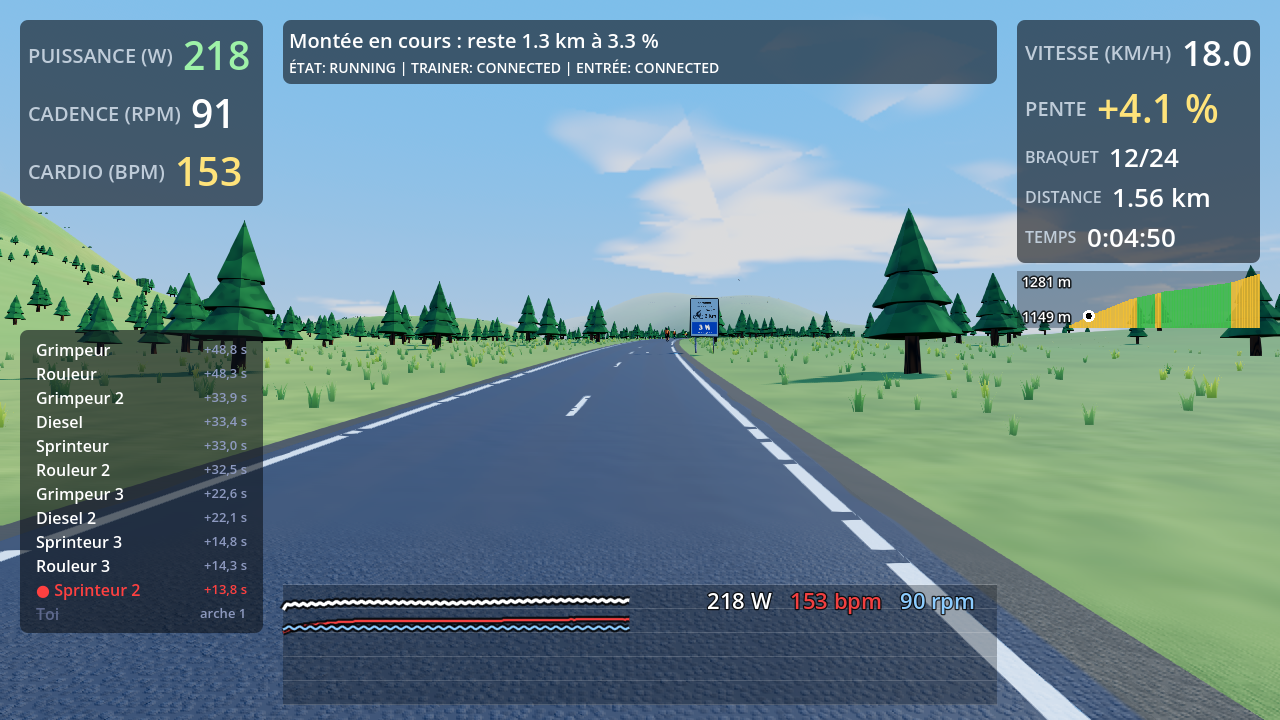 PUISSANCE (W) 218
CADENCE (RPM) 91
CARDIO (BPM) 153
Montée en cours : reste 1.3 km à 3.3 %
ÉTAT: RUNNING | TRAINER: CONNECTED | ENTRÉE: CONNECTED
VITESSE (KM/H) 18.0
PENTE +4.1 %
BRAQUET 12/24
DISTANCE 1.56 km
TEMPS 0:04:50
1281 m
1149 m
3 %
Grimpeur +48,8 s
Rouleur +48,3 s
Grimpeur 2 +33,9 s
Diesel +33,4 s
Sprinteur +33,0 s
Rouleur 2 +32,5 s
Grimpeur 3 +22,6 s
Diesel 2 +22,1 s
Sprinteur 3 +14,8 s
Rouleur 3 +14,3 s
Sprinteur 2 +13,8 s
Toi arche 1
218 W 153 bpm 90 rpm